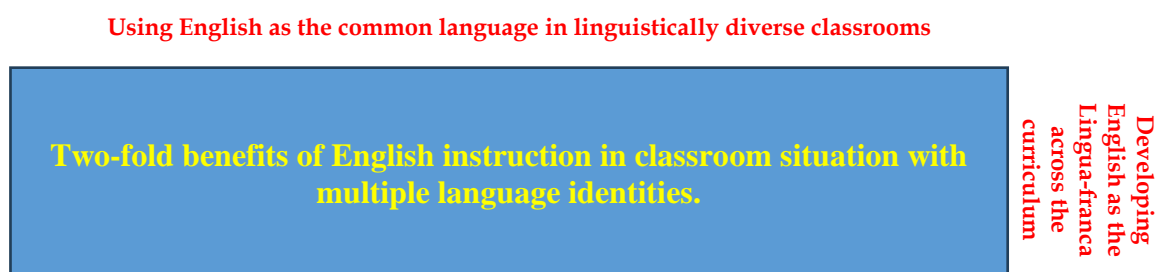 Using English as the common language in linguistically diverse classrooms
Two-fold benefits of English instruction in classroom situation with
multiple language identities.
Developing
English as the
Lingua-franca
across the
curriculum